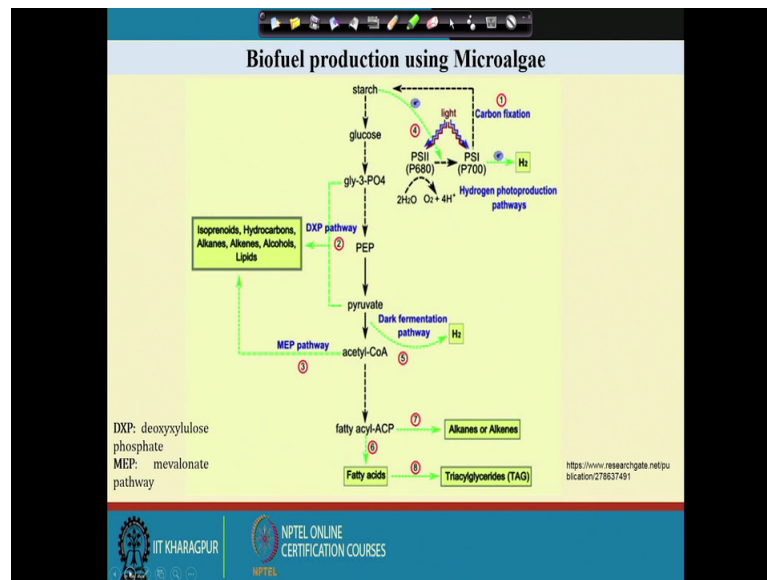 Biofuel production using Microalgae
starch
e-
1
light
Carbon fixation
4
glucose
PSII
(P680)
PSI
(P700)
e-
H2
gly-3-PO4
2H2O O2 + 4H+
Hydrogen photoproduction
pathways
Isoprenoids, Hydrocarbons,
Alkanes, Alkenes, Alcohols,
Lipids
DXP pathway
2
PEP
pyruvate
Dark fermentation
pathway
H2
MEP pathway
acetyl-CoA
5
3
DXP: deoxyxylulose
phosphate
MEP: mevalonate
pathway
fatty acyl-ACP
7
Alkanes or Alkenes
6
Fatty acids
8
Triacylglycerides (TAG)
https://www.researchgate.net/pu
blication/278637491
IIT KHARAGPUR
NPTEL ONLINE
CERTIFICATION COURSES
NPTEL